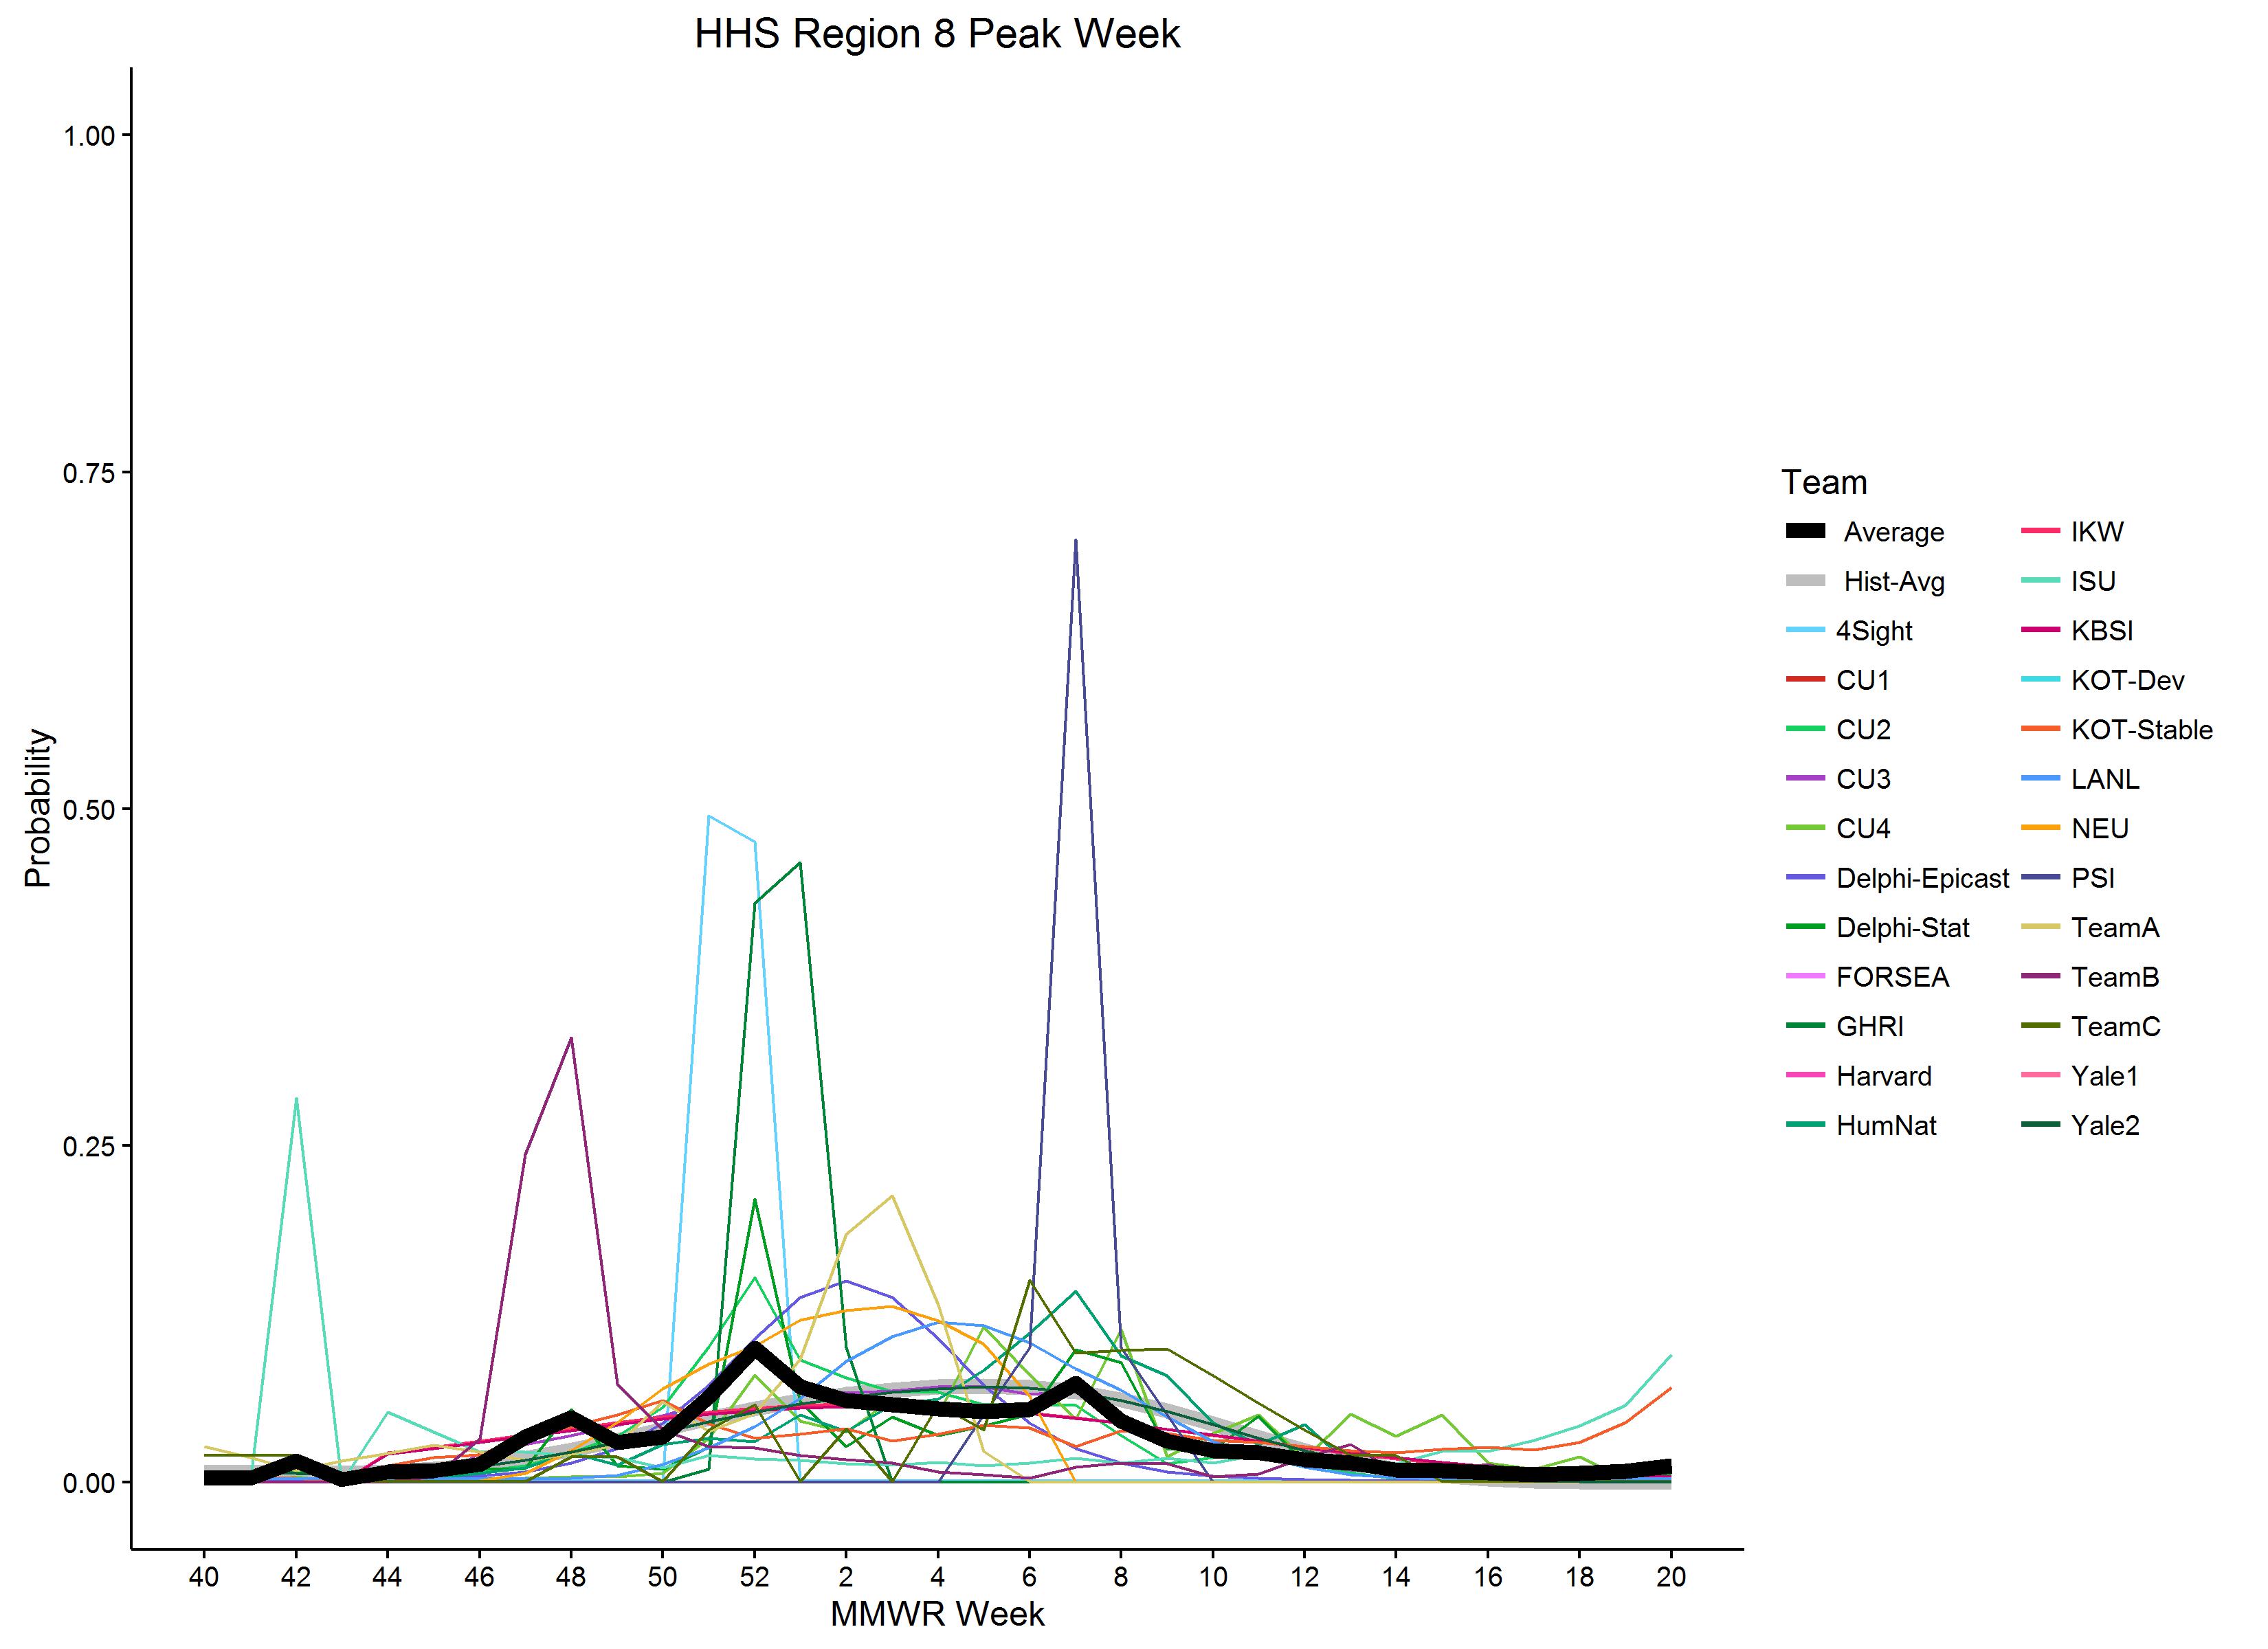 HHS Region 8 Peak Week
1.00
0.75
0.50
0.25
0.00
Probability
40 42 44 46 48 50 52 2 4 6 8 10 12 14 16 18 20
MMWR Week
Team
Average IKW
Hist-Avg ISU
4Sight KBSI
CU1 KOT-Dev
CU2 KOT-Stable
CU3 LANL
CU4 NEU
Delphi-Epicast PSI
Delphi-Stat TeamA
FORSEA TeamB
GHRI TeamC
Harvard Yale1
HumNat Yale2